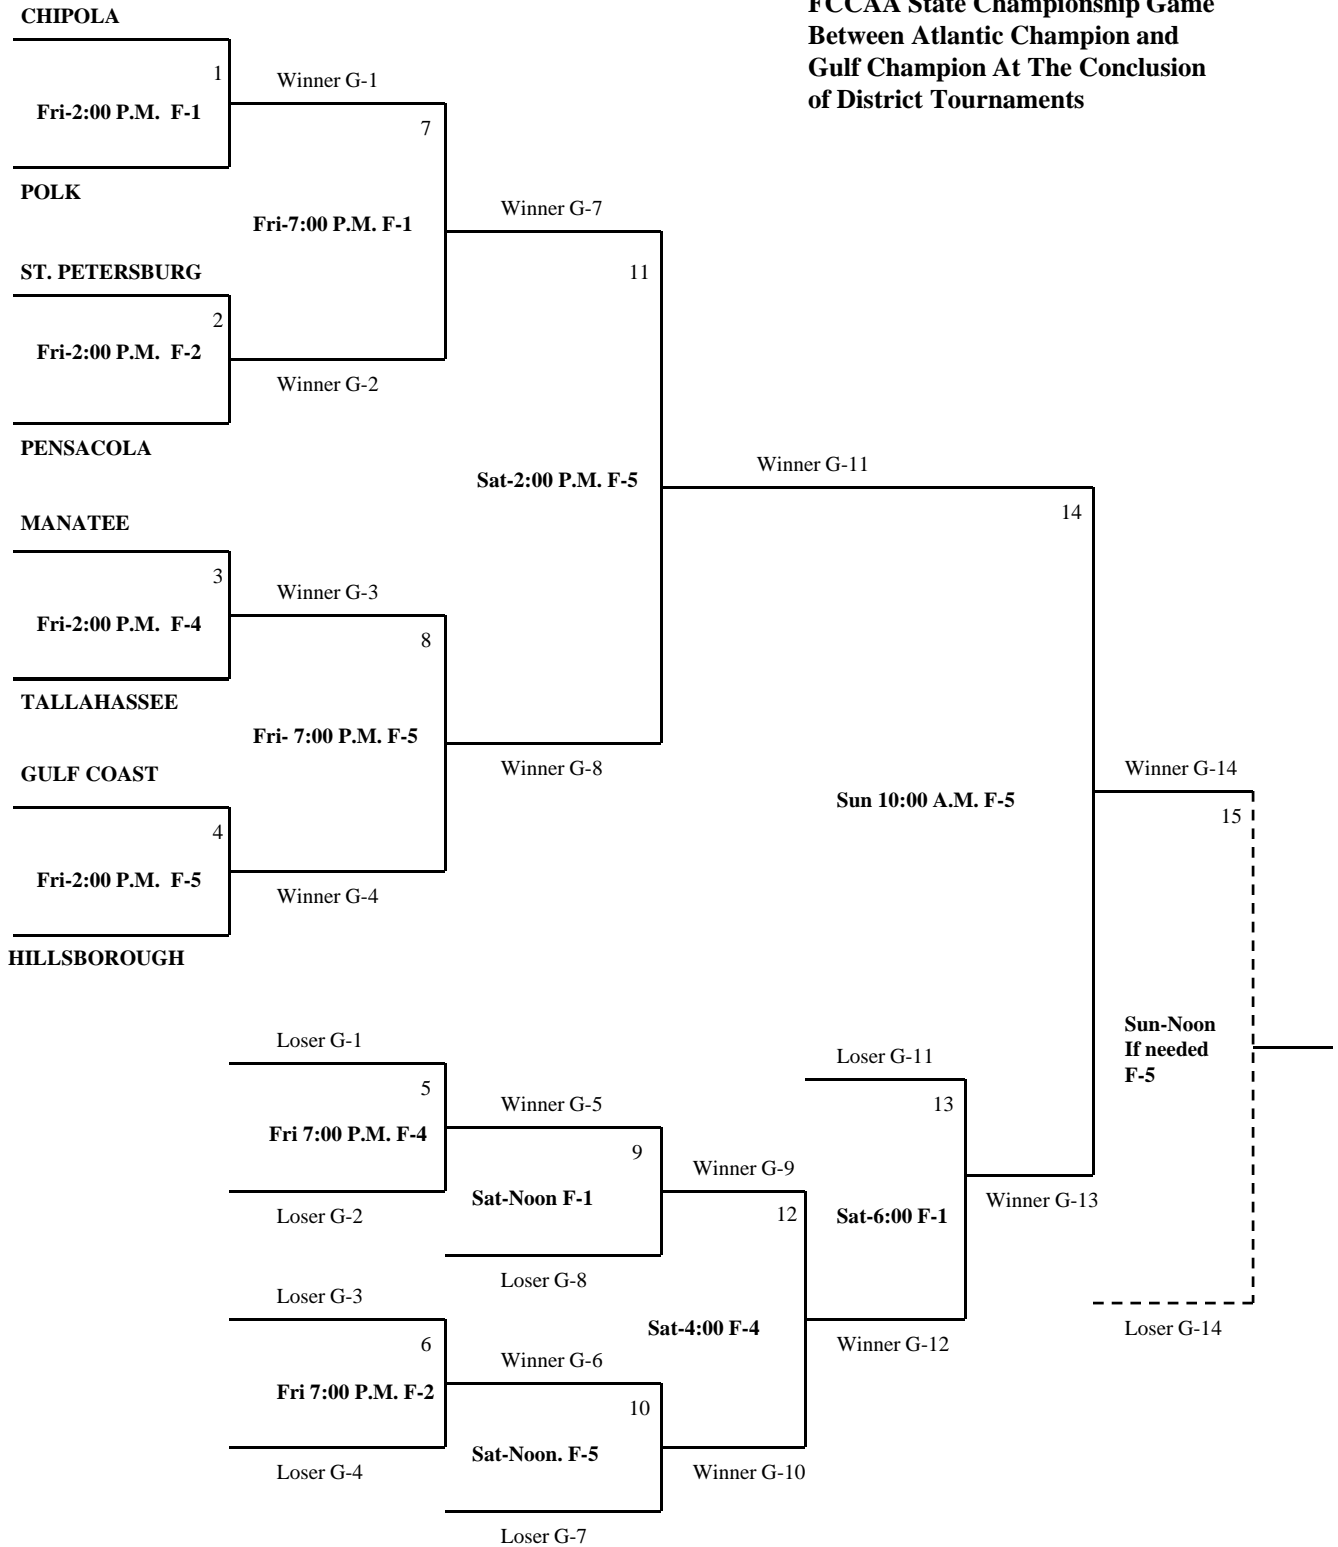 FCCAA State Championship Game
Between Atlantic Champion and
Gulf Champion At The Conclusion
of District Tournaments
CHIPOLA
1
Fri-2:00 P.M. F-1
POLK
Winner G-1
7
Fri-7:00 P.M. F-1
ST. PETERSBURG
2
Fri-2:00 P.M. F-2
PENSACOLA
Winner G-2
Winner G-7
11
Sat-2:00 P.M. F-5
MANATEE
3
Fri-2:00 P.M. F-4
TALLAHASSEE
Winner G-3
8
Fri- 7:00 P.M. F-5
GULF COAST
4
Fri-2:00 P.M. F-5
HILLSBOROUGH
Winner G-4
Winner G-8
Winner G-11
14
Sun 10:00 A.M. F-5
Winner G-14
15
Sun-Noon
If needed
F-5
Loser G-14
Loser G-1
5
Fri 7:00 P.M. F-4
Loser G-2
Winner G-5
9
Sat-Noon F-1
Loser G-8
Loser G-3
6
Fri 7:00 P.M. F-2
Loser G-4
Winner G-6
10
Sat-Noon. F-5
Loser G-7
Winner G-9
12
Sat-4:00 F-4
Winner G-10
Loser G-11
13
Sat-6:00 F-1
Winner G-12
Winner G-13